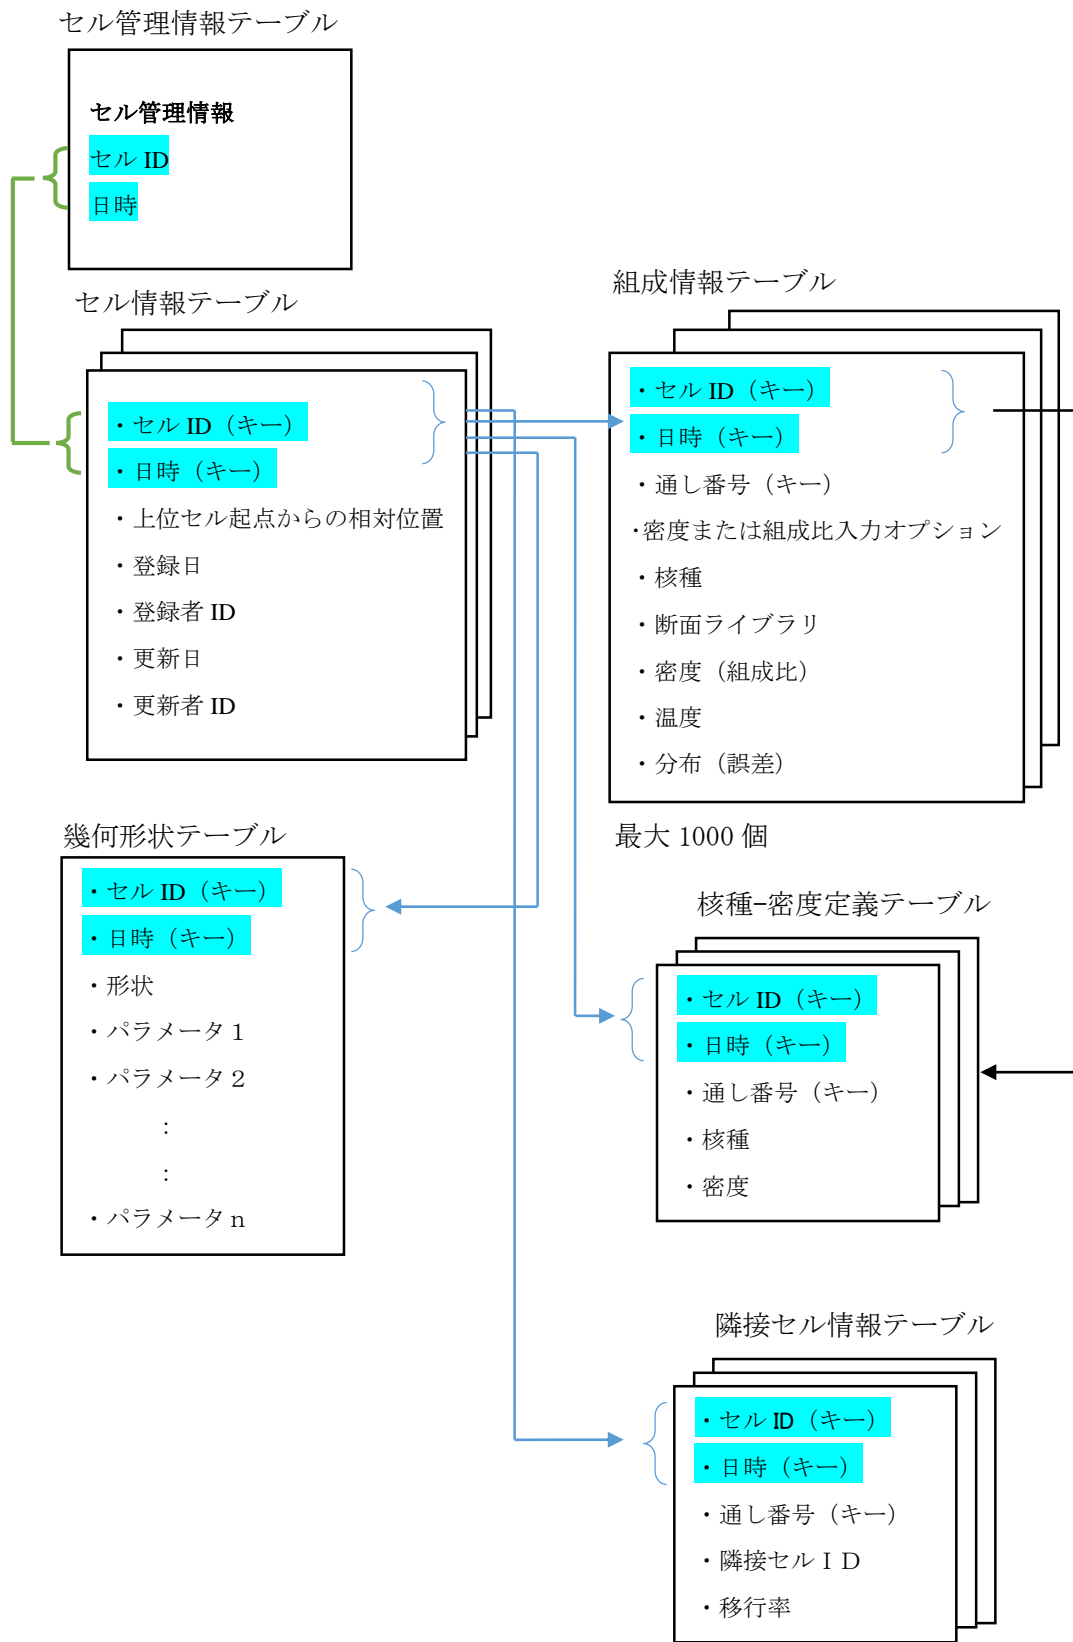 セル管理情報テーブル
セル管理情報
セル ID
日時
セル情報テーブル
・セル ID（キー）
・日時（キー）
・上位セル起点からの相対位置
・登録日
・登録者 ID
・更新日
・更新者 ID
組成情報テーブル
・セル ID（キー）
・日時（キー）
・通し番号（キー）
・密度または組成比入力オプション
・核種
・断面ライブラリ
・密度（組成比）
・温度
・分布（誤差）
最大 1000 個
幾何形状テーブル
・セル ID（キー）
・日時（キー）
・形状
・パラメータ１
・パラメータ２
：
：
・パラメータｎ
核種−密度定義テーブル
・セル ID（キー）
・日時（キー）
・通し番号（キー）
・核種
・密度
隣接セル情報テーブル
・セル ID（キー）
・日時（キー）
・通し番号（キー）
・隣接セルＩＤ
・移行率